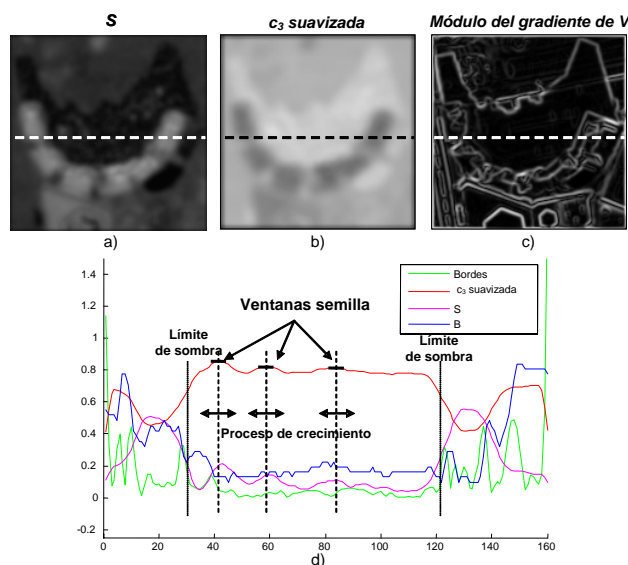 S
c₃ suavizada
Módulo del gradiente de V
a)
b)
c)
1.4
1.2
1
0.8
0.6
0.4
0.2
0
-0.2
Bordes
c₃ suavizada
S
B
Ventanas semilla
Límite
de sombra
Límite
de sombra
Proceso de crecimiento
0
20
40
60
80
100
120
140
160
d)